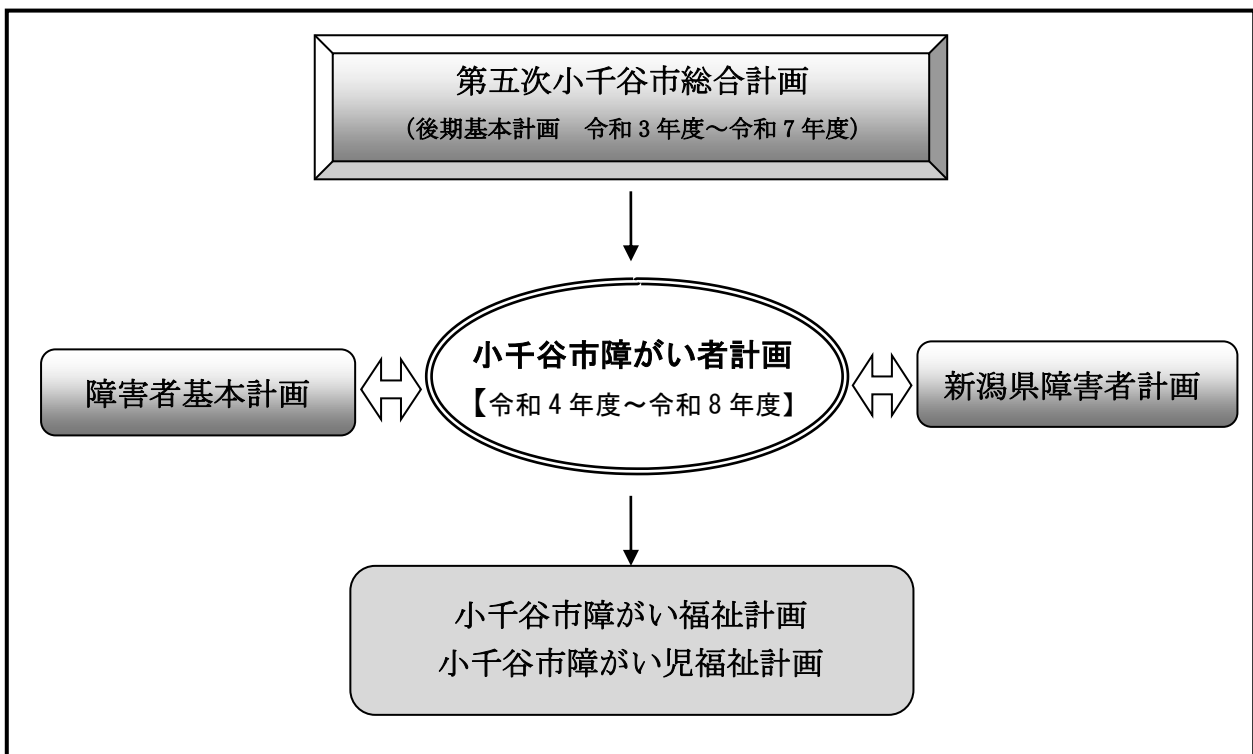 第五次小千谷市総合計画
（後期基本計画　令和３年度～令和７年度）
小千谷市障がい者計画
【令和４年度～令和８年度】
障害者基本計画
新潟県障害者計画
小千谷市障がい福祉計画
小千谷市障がい児福祉計画